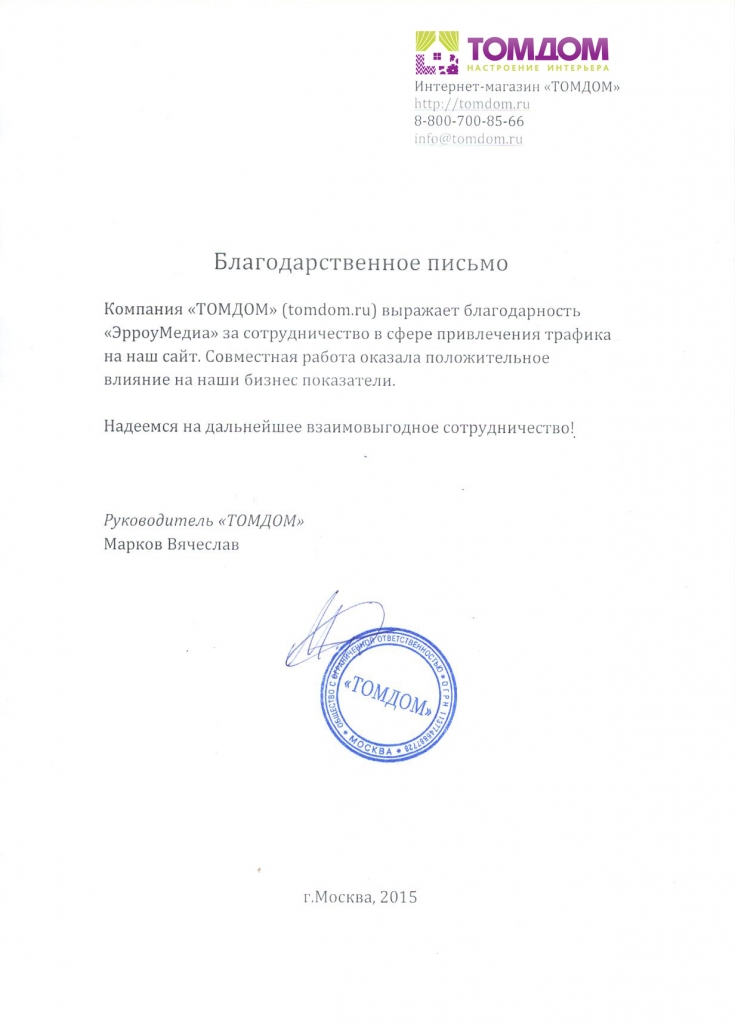 ТОМДОМ
НАСТРОЕНИЕ ИНТЕРЬЕРА
Интернет-магазин «ТОМДОМ»
http://tomdom.ru
8-800-700-85-66
info@tomdom.ru
Благодарственное письмо
Компания «ТОМДОМ» (tomdom.ru) выражает благодарность
«ЭрроуМедиа» за сотрудничество в сфере привлечения трафика
на наш сайт. Совместная работа оказала положительное
влияние на наши бизнес показатели.
Надеемся на дальнейшее взаимовыгодное сотрудничество!
Руководитель «ТОМДОМ»
Марков Вячеслав
ОБЩЕСТВО С ОГРАНИЧЕННОЙ ОТВЕТСТВЕННОСТЬЮ * ОГРН
«ТОМДОМ»
* МОСКВА *
г.Москва, 2015